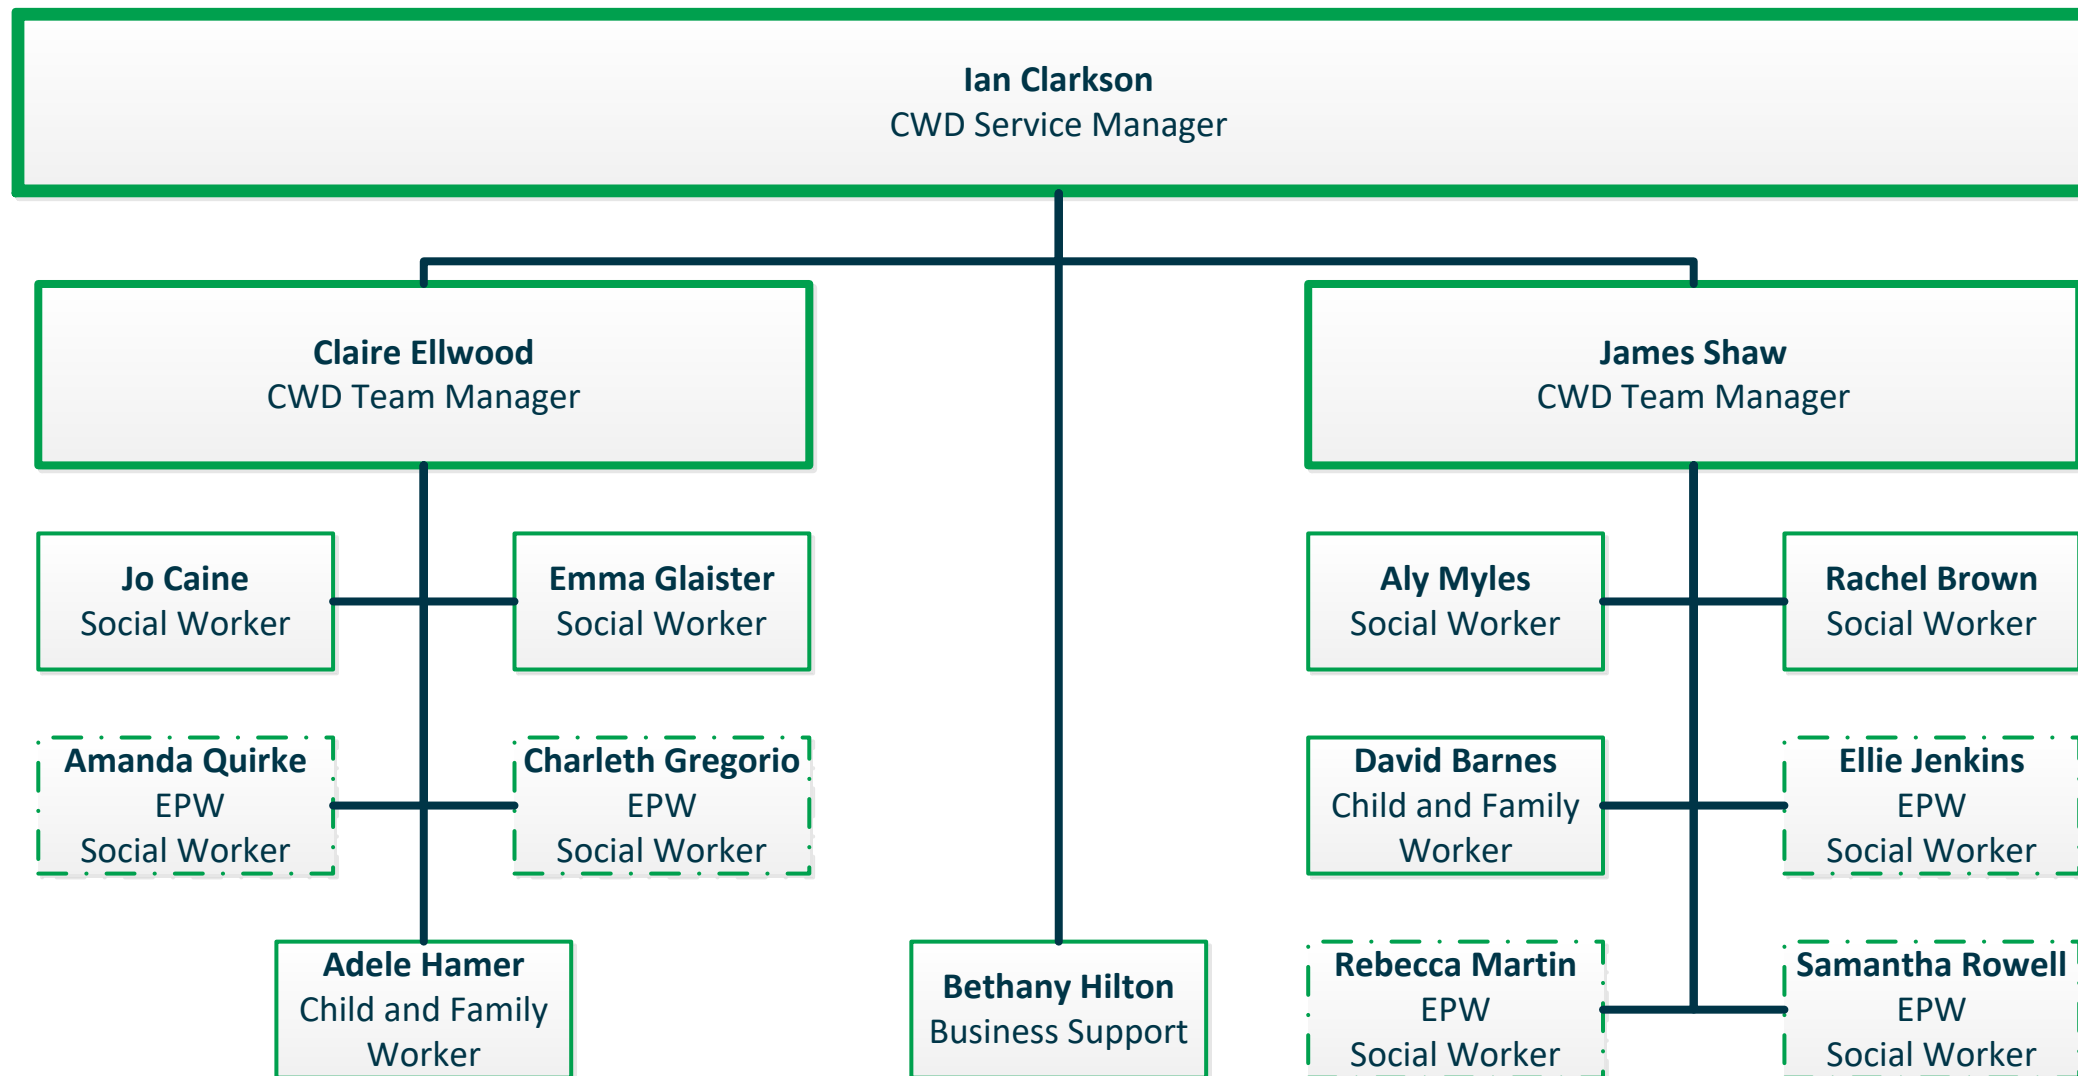 Ian Clarkson
CWD Service Manager
Claire Ellwood
CWD Team Manager
James Shaw
CWD Team Manager
Jo Caine
Social Worker
Emma Glaister
Social Worker
Aly Myles
Social Worker
Rachel Brown
Social Worker
Amanda Quirke
EPW
Social Worker
Charleth Gregorio
EPW
Social Worker
David Barnes
Child and Family
Worker
Ellie Jenkins
EPW
Social Worker
Adele Hamer
Child and Family
Worker
Bethany Hilton
Business Support
Rebecca Martin
EPW
Social Worker
Samantha Rowell
EPW
Social Worker